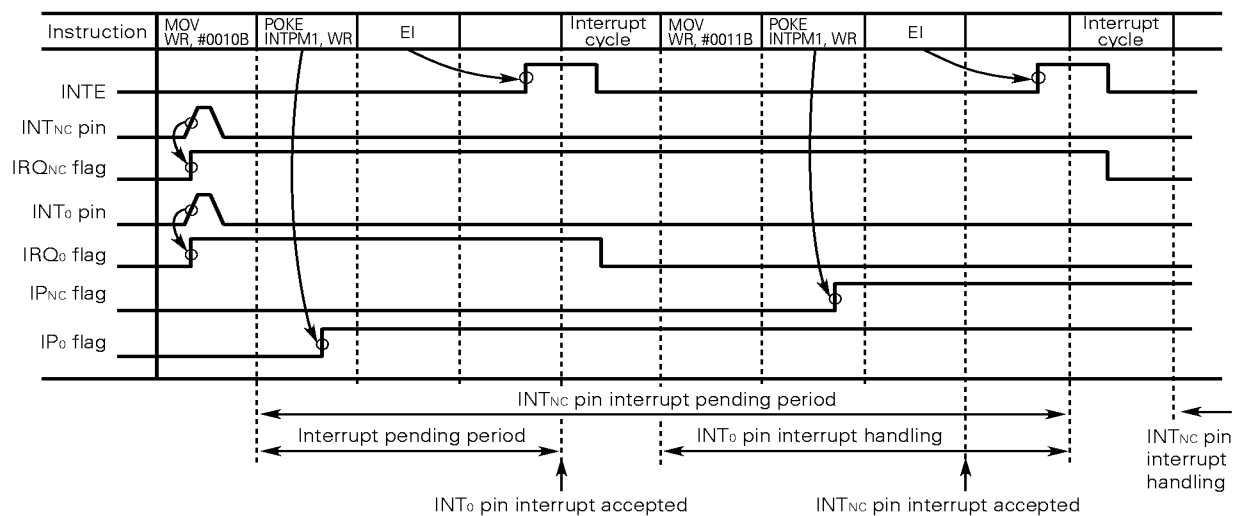 Instruction
MOV
WR, #0010B
POKE
INTPM1, WR
EI
Interrupt
cycle
MOV
WR, #0011B
POKE
INTPM1, WR
EI
Interrupt
cycle
INTE
INTNC pin
IRQNC flag
INT0 pin
IRQ0 flag
IPNC flag
IP0 flag
INTNC pin interrupt pending period
Interrupt pending period
INT0 pin interrupt handling
INTNC pin
interrupt
handling
INT0 pin interrupt accepted
INTNC pin interrupt accepted